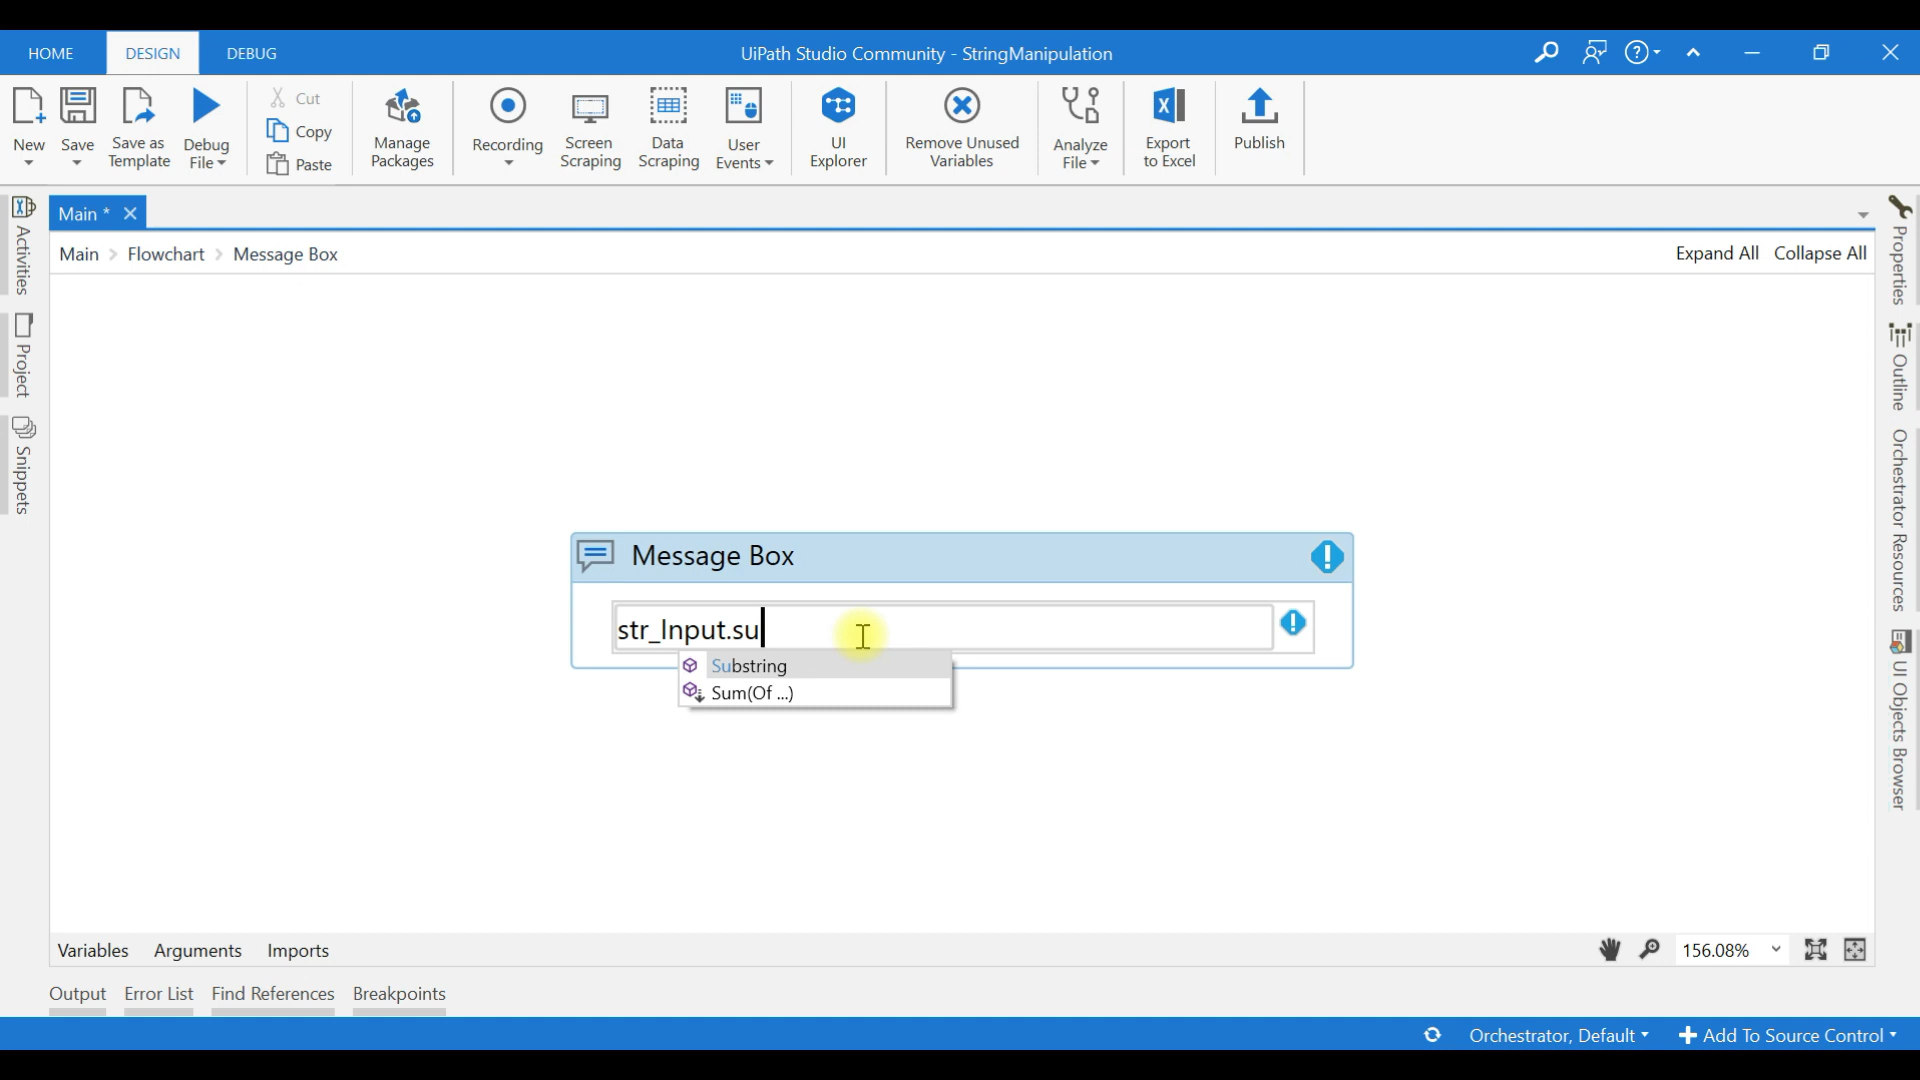 HOME
DESIGN
DEBUG
UiPath Studio Community - StringManipulation
New
Save
Save as
Template
Debug
File
Cut
Copy
Paste
Manage
Packages
Recording
Screen
Scraping
Data
Scraping
User
Events
UI
Explorer
Remove Unused
Variables
Analyze
File
Export
to Excel
Publish
Main *
Main > Flowchart > Message Box
Expand All Collapse All
Activities
Project
Snippets
Properties
Outline
Orchestrator Resources
UI Objects Browser
Message Box
str_Input.su
Substring
Sum(Of ...)
Variables Arguments Imports
156.08%
Output Error List Find References Breakpoints
Orchestrator, Default
Add To Source Control